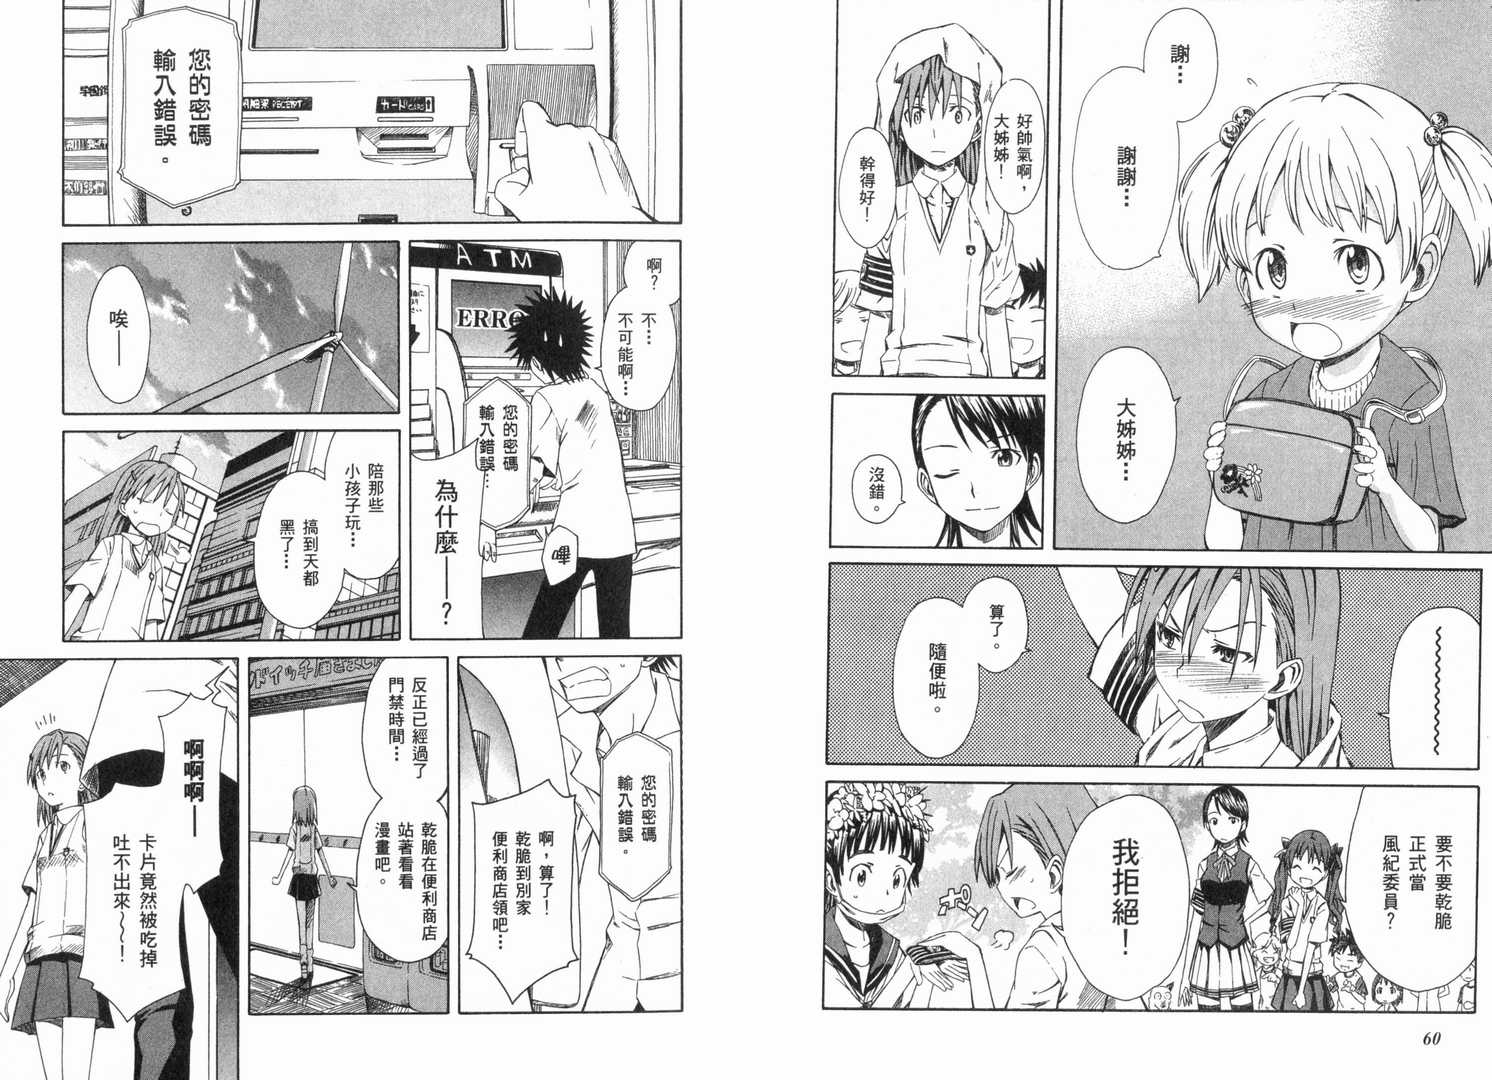 謝…
謝謝…
大姊姊…
好帥氣啊，
大姊姊！
幹得好！
沒錯。
算了。
隨便啦。
要不要乾脆
正式當
風紀委員？
我拒絕！
60
您的密碼
輸入錯誤。
カード CARD
啊？
不…
不可能啊…
ATM
ERRO
您的密碼
輸入錯誤…
為什麼——？
嗶
唉——
陪那些
小孩子玩…
搞到天都
黑了…
您的密碼
輸入錯誤。
啊，算了！
乾脆到別家
便利商店領吧…
反正已經過了
門禁時間…
乾脆在便利商店
站著看看
漫畫吧。
啊啊啊——
卡片竟然被吃掉
吐不出來～～！